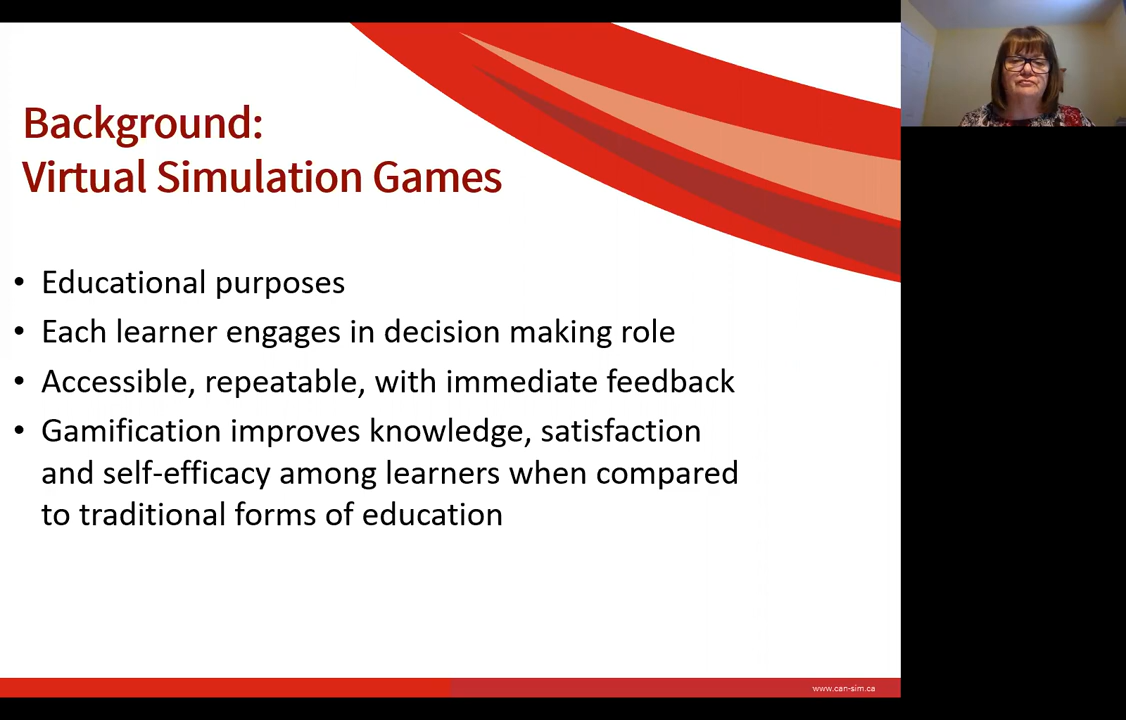 Background:
Virtual Simulation Games
• Educational purposes
• Each learner engages in decision making role
• Accessible, repeatable, with immediate feedback
• Gamification improves knowledge, satisfaction
and self-efficacy among learners when compared
to traditional forms of education
www.can-sim.ca